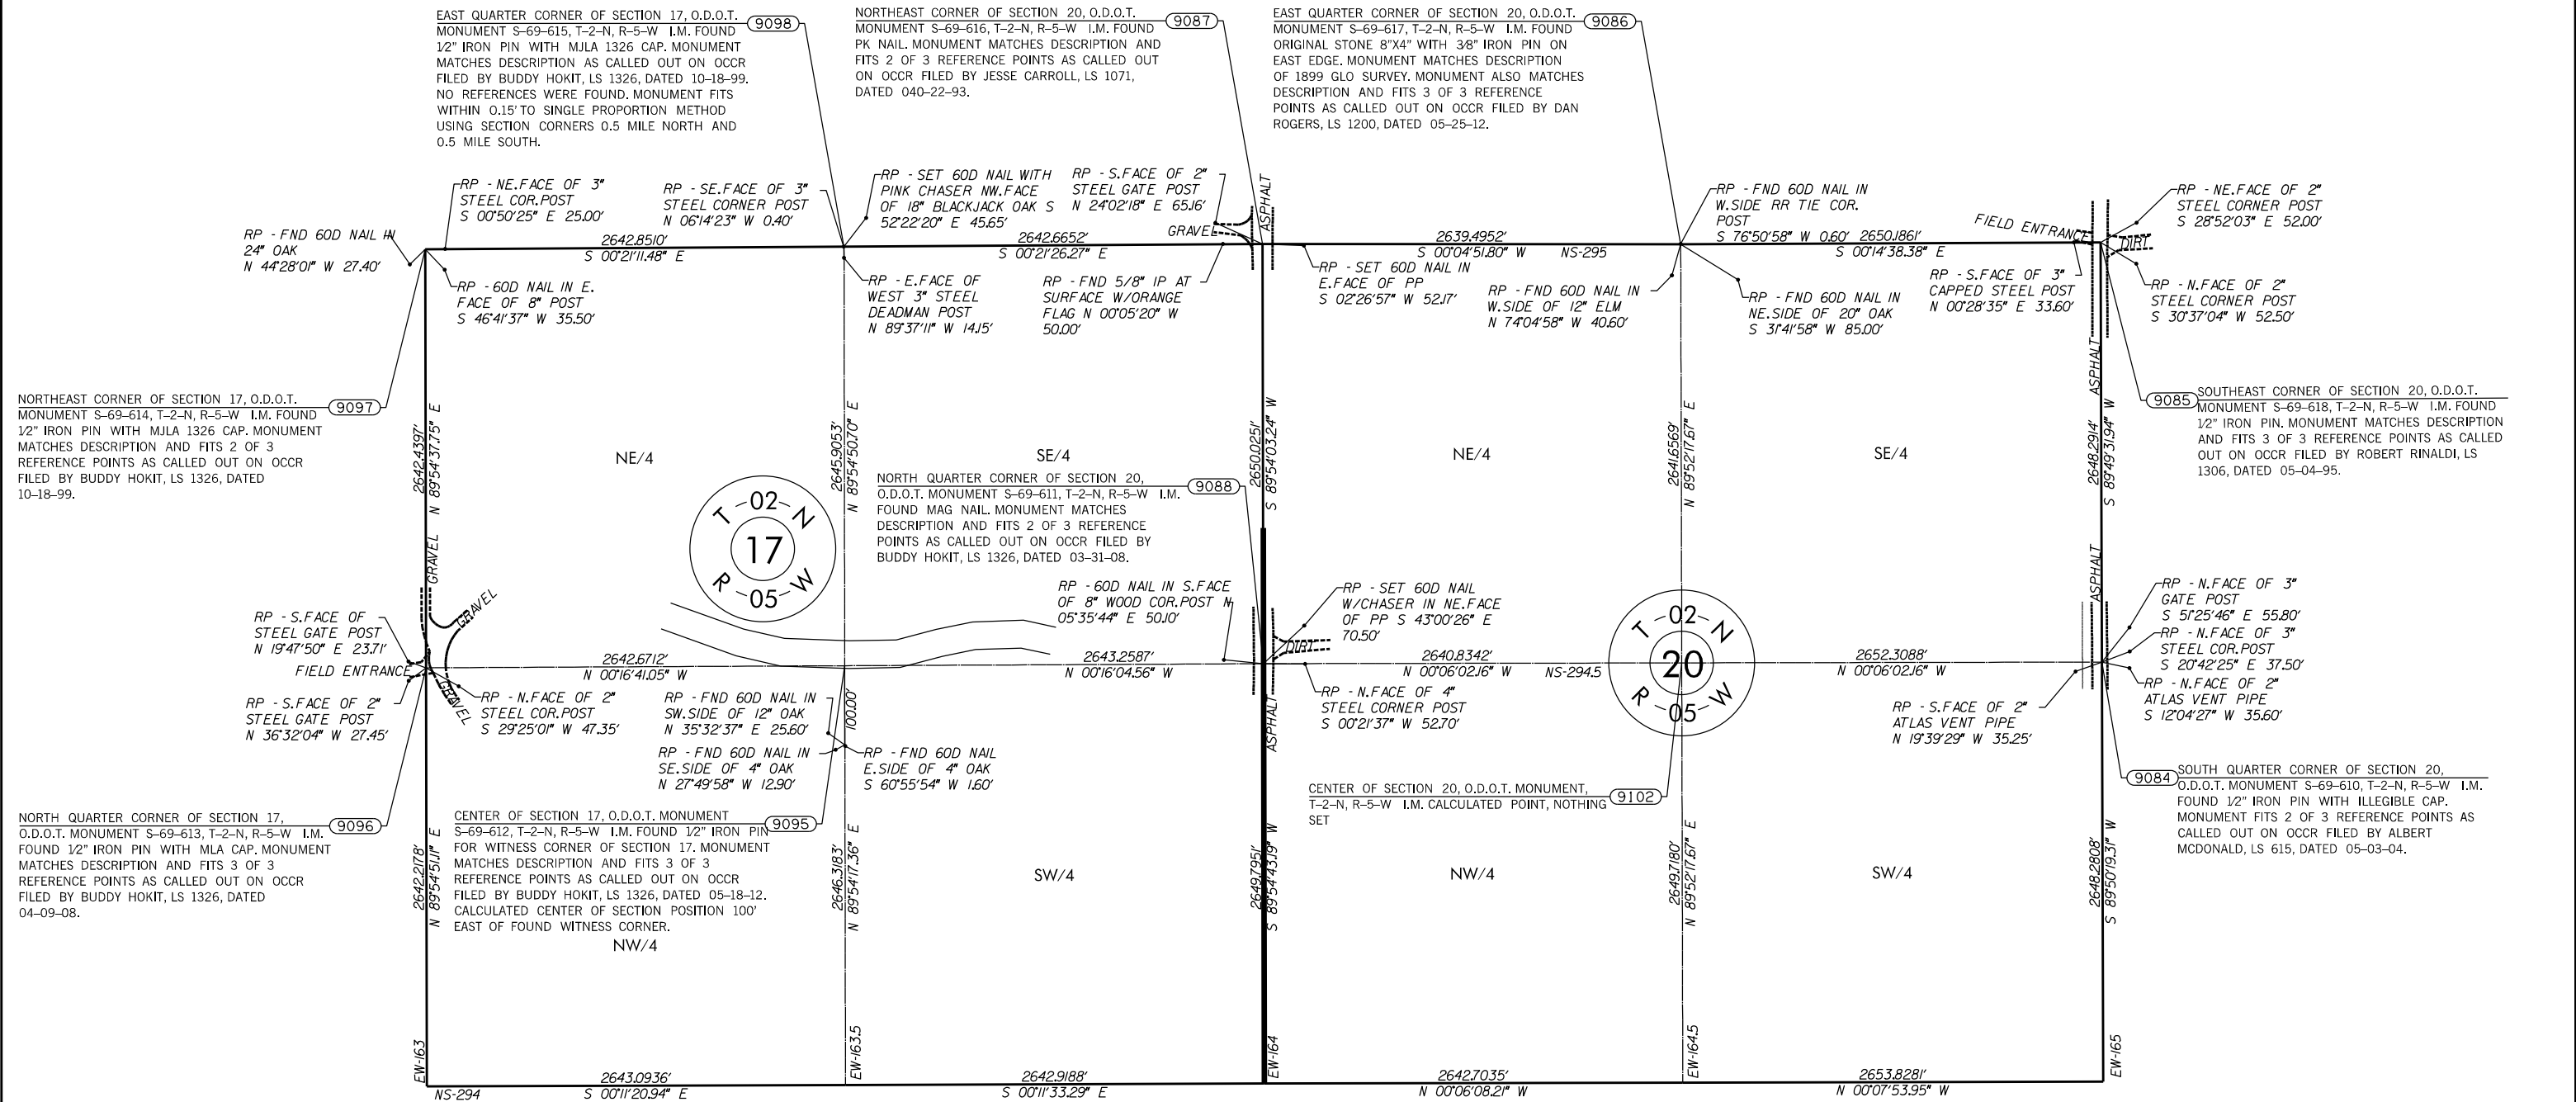 EAST QUARTER CORNER OF SECTION 17, O.D.O.T.
MONUMENT S-69-615, T-2-N, R-5-W I.M. FOUND
1/2" IRON PIN WITH MJLA 1326 CAP. MONUMENT
MATCHES DESCRIPTION AS CALLED OUT ON OCCR
FILED BY BUDDY HOKIT, LS 1326, DATED 10-18-99.
NO REFERENCES WERE FOUND. MONUMENT FITS
WITHIN 0.15' TO SINGLE PROPORTION METHOD
USING SECTION CORNERS 0.5 MILE NORTH AND
0.5 MILE SOUTH.
9098
NORTHEAST CORNER OF SECTION 20, O.D.O.T.
MONUMENT S-69-616, T-2-N, R-5-W I.M. FOUND
PK NAIL. MONUMENT MATCHES DESCRIPTION AND
FITS 2 OF 3 REFERENCE POINTS AS CALLED OUT
ON OCCR FILED BY JESSE CARROLL, LS 1071,
DATED 040-22-93.
9087
EAST QUARTER CORNER OF SECTION 20, O.D.O.T.
MONUMENT S-69-617, T-2-N, R-5-W I.M. FOUND
ORIGINAL STONE 8"X4" WITH 3/8" IRON PIN ON
EAST EDGE. MONUMENT MATCHES DESCRIPTION
OF 1899 GLO SURVEY. MONUMENT ALSO MATCHES
DESCRIPTION AND FITS 3 OF 3 REFERENCE
POINTS AS CALLED OUT ON OCCR FILED BY DAN
ROGERS, LS 1200, DATED 05-25-12.
9086
RP - FND 60D NAIL IN
24" OAK
N 44°28'01" W 27.40'
RP - NE.FACE OF 3"
STEEL COR.POST
S 00°50'25" E 25.00'
RP - SE.FACE OF 3"
STEEL CORNER POST
N 06°14'23" W 0.40'
RP - SET 60D NAIL WITH
PINK CHASER NW.FACE
OF 18" BLACKJACK OAK S
52°22'20" E 45.65'
RP - S.FACE OF 2"
STEEL GATE POST
N 24°02'18" E 65.16'
GRAVEL
ASPHALT
RP - FND 60D NAIL IN
W.SIDE RR TIE COR.
POST
S 76°50'58" W 0.60'
FIELD ENTRANCE
DIRT
RP - NE.FACE OF 2"
STEEL CORNER POST
S 28°52'03" E 52.00'
2642.8510'
S 00°21'11.48" E
2642.6652'
S 00°21'26.27" E
2639.4952'
S 00°04'51.80" W
NS-295
2650.1861'
S 00°14'38.38" E
RP - 60D NAIL IN E.
FACE OF 8" POST
S 46°41'37" W 35.50'
RP - E.FACE OF
WEST 3" STEEL
DEADMAN POST
N 89°37'11" W 14.15'
RP - FND 5/8" IP AT
SURFACE W/ORANGE
FLAG N 00°05'20" W
50.00'
RP - SET 60D NAIL IN
E.FACE OF PP
S 02°26'57" W 52.17'
RP - FND 60D NAIL IN
W.SIDE OF 12" ELM
N 74°04'58" W 40.60'
RP - FND 60D NAIL IN
NE.SIDE OF 20" OAK
S 31°41'58" W 85.00'
RP - S.FACE OF 3"
CAPPED STEEL POST
N 00°28'35" E 33.60'
RP - N.FACE OF 2"
STEEL CORNER POST
S 30°37'04" W 52.50'
NORTHEAST CORNER OF SECTION 17, O.D.O.T.
MONUMENT S-69-614, T-2-N, R-5-W I.M. FOUND
1/2" IRON PIN WITH MJLA 1326 CAP. MONUMENT
MATCHES DESCRIPTION AND FITS 2 OF 3
REFERENCE POINTS AS CALLED OUT ON OCCR
FILED BY BUDDY HOKIT, LS 1326, DATED
10-18-99.
9097
2642.4397'
N 89°54'37.75" E
GRAVEL
NE/4
2645.9053'
N 89°54'50.70" E
SE/4
2650.0251'
S 89°54'03.24" W
NE/4
2641.6569'
N 89°52'17.67" E
SE/4
ASPHALT
2648.2914'
S 89°49'31.94" W
ASPHALT
9085
SOUTHEAST CORNER OF SECTION 20, O.D.O.T.
MONUMENT S-69-618, T-2-N, R-5-W I.M. FOUND
1/2" IRON PIN. MONUMENT MATCHES DESCRIPTION
AND FITS 3 OF 3 REFERENCE POINTS AS CALLED
OUT ON OCCR FILED BY ROBERT RINALDI, LS
1306, DATED 05-04-95.
T-02-N
17
R-05-W
NORTH QUARTER CORNER OF SECTION 20,
O.D.O.T. MONUMENT S-69-611, T-2-N, R-5-W I.M.
FOUND MAG NAIL. MONUMENT MATCHES
DESCRIPTION AND FITS 2 OF 3 REFERENCE
POINTS AS CALLED OUT ON OCCR FILED BY
BUDDY HOKIT, LS 1326, DATED 03-31-08.
9088
RP - 60D NAIL IN S.FACE
OF 8" WOOD COR.POST N
05°35'44" E 50.10'
RP - SET 60D NAIL
W/CHASER IN NE.FACE
OF PP S 43°00'26" E
70.50'
DIRT
T-02-N
20
R-05-W
RP - N.FACE OF 3"
GATE POST
S 51°25'46" E 55.80'
RP - N.FACE OF 3"
STEEL COR.POST
S 20°42'25" E 37.50'
RP - N.FACE OF 2"
ATLAS VENT PIPE
S 12°04'27" W 35.60'
RP - S.FACE OF
STEEL GATE POST
N 19°47'50" E 23.71'
FIELD ENTRANCE
GRAVEL
GRAVEL
RP - S.FACE OF 2"
STEEL GATE POST
N 36°32'04" W 27.45'
2642.6712'
N 00°16'41.05" W
2643.2587'
N 00°16'04.56" W
2640.8342'
N 00°06'02.16" W
NS-294.5
2652.3088'
N 00°06'02.16" W
RP - N.FACE OF 2"
STEEL COR.POST
S 29°25'01" W 47.35'
RP - FND 60D NAIL IN
SW.SIDE OF 12" OAK
N 35°32'37" E 25.60'
100.00'
RP - FND 60D NAIL IN
SE.SIDE OF 4" OAK
N 27°49'58" W 12.90'
RP - FND 60D NAIL
E.SIDE OF 4" OAK
S 60°55'54" W 1.60'
RP - N.FACE OF 4"
STEEL CORNER POST
S 00°21'37" W 52.70'
ASPHALT
RP - S.FACE OF 2"
ATLAS VENT PIPE
N 19°39'29" W 35.25'
NORTH QUARTER CORNER OF SECTION 17,
O.D.O.T. MONUMENT S-69-613, T-2-N, R-5-W I.M.
FOUND 1/2" IRON PIN WITH MLA CAP. MONUMENT
MATCHES DESCRIPTION AND FITS 3 OF 3
REFERENCE POINTS AS CALLED OUT ON OCCR
FILED BY BUDDY HOKIT, LS 1326, DATED
04-09-08.
9096
CENTER OF SECTION 17, O.D.O.T. MONUMENT
S-69-612, T-2-N, R-5-W I.M. FOUND 1/2" IRON PIN
FOR WITNESS CORNER OF SECTION 17. MONUMENT
MATCHES DESCRIPTION AND FITS 3 OF 3
REFERENCE POINTS AS CALLED OUT ON OCCR
FILED BY BUDDY HOKIT, LS 1326, DATED 05-18-12.
CALCULATED CENTER OF SECTION POSITION 100'
EAST OF FOUND WITNESS CORNER.
9095
CENTER OF SECTION 20, O.D.O.T. MONUMENT,
T-2-N, R-5-W I.M. CALCULATED POINT, NOTHING
SET
9102
9084
SOUTH QUARTER CORNER OF SECTION 20,
O.D.O.T. MONUMENT S-69-610, T-2-N, R-5-W I.M.
FOUND 1/2" IRON PIN WITH ILLEGIBLE CAP.
MONUMENT FITS 2 OF 3 REFERENCE POINTS AS
CALLED OUT ON OCCR FILED BY ALBERT
MCDONALD, LS 615, DATED 05-03-04.
2642.2178'
N 89°54'51.11" E
NW/4
2646.3183'
N 89°54'17.36" E
SW/4
2649.7951'
S 89°54'43.19" W
NW/4
2649.7180'
N 89°52'17.67" E
SW/4
2648.2808'
S 89°50'19.31" W
EW-163
EW-163.5
EW-164
EW-164.5
EW-165
NS-294
2643.0936'
S 00°11'20.94" E
2642.9188'
S 00°11'33.29" E
2642.7035'
N 00°06'08.21" W
2653.8281'
N 00°07'53.95" W